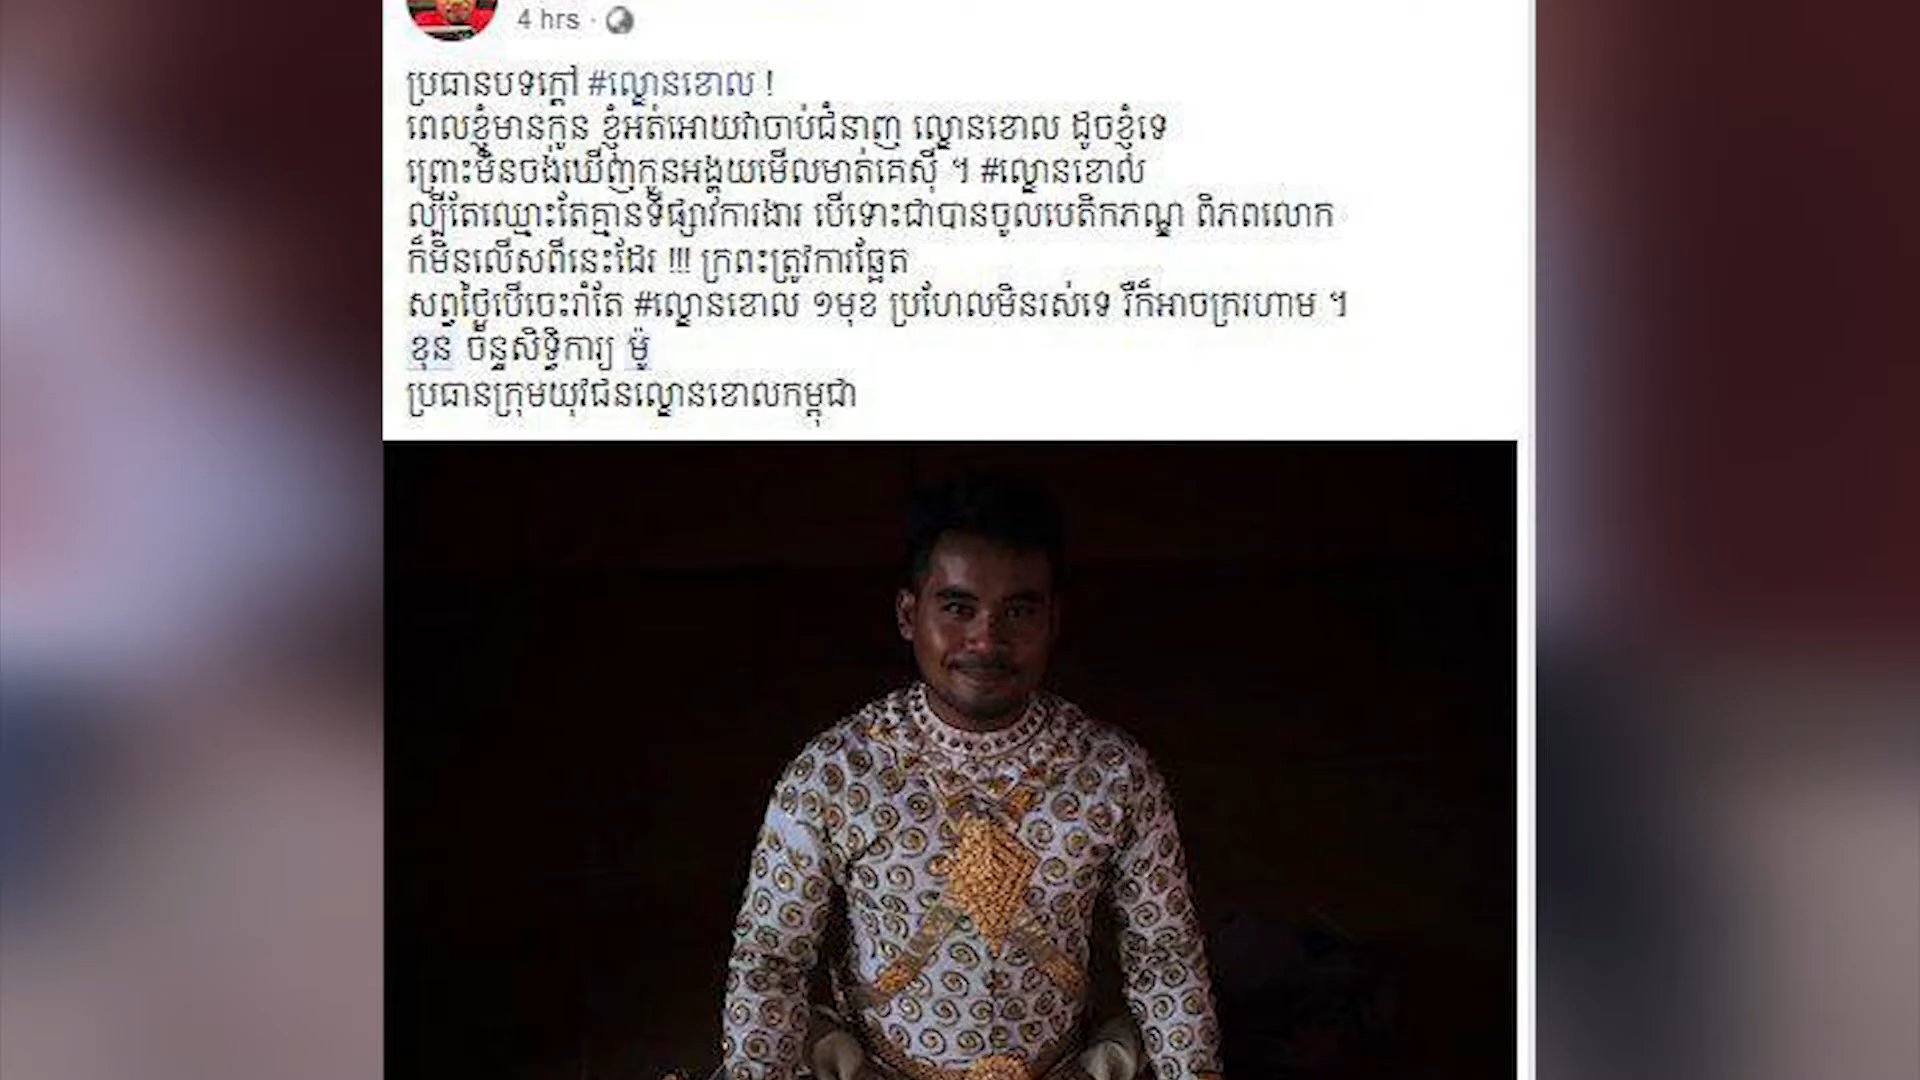 4 hrs ·
ប្រធានបទក្ដៅ #ល្ខោនខោល !
ពេលខ្ញុំមានកូន ខ្ញុំអត់អោយវាចាប់ជំនាញ ល្ខោនខោល ដូចខ្ញុំទេ
ព្រោះមិនចង់ឃើញកូនអង្គុយមើលមាត់គេស៊ី ។ #ល្ខោនខោល
ល្បីតែឈ្មោះតែគ្មានទីផ្សារការងារ បើទោះជាបានចូលបេតិកភណ្ឌ ពិភពលោក
ក៏មិនលើសពីនេះដែរ !!! ក្រពះត្រូវការឆ្អែត
សព្វថ្ងៃបើចេះរាំតែ #ល្ខោនខោល ១មុខ ប្រហែលមិនរស់ទេ រឺក៏អាចក្រហាម ។
ខុន ច័ន្ទសិទ្ធិការ្យ ម៉ូ
ប្រធានក្រុមយុវជនល្ខោនខោលកម្ពុជា